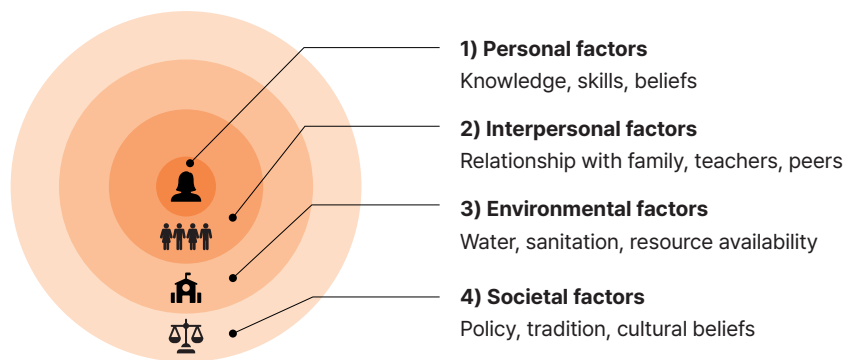 1) Personal factors
Knowledge, skills, beliefs
2) Interpersonal factors
Relationship with family, teachers, peers
3) Environmental factors
Water, sanitation, resource availability
4) Societal factors
Policy, tradition, cultural beliefs